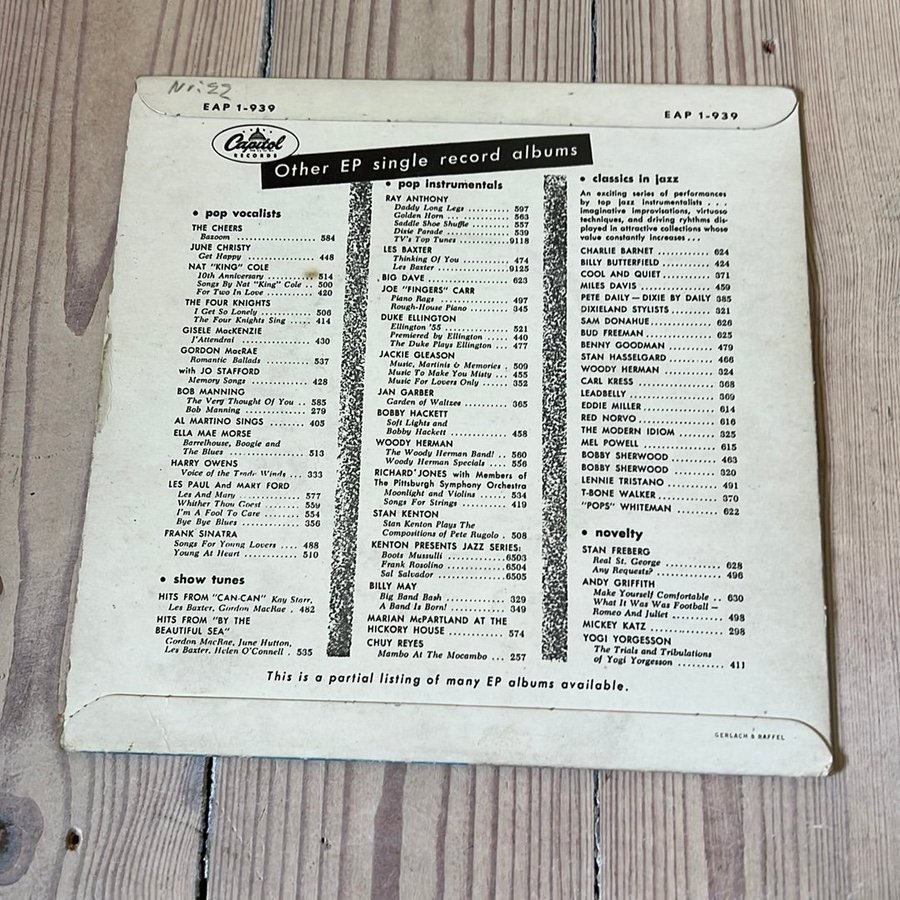 Nr: 22
EAP 1-939
EAP 1-939
Capitol
RECORDS
Other EP single record albums
• pop vocalists
THE CHEERS
Bazoom .......... 584
JUNE CHRISTY
Get Happy .......... 448
NAT "KING" COLE
10th Anniversary .......... 514
Songs By Nat "King" Cole .. 500
For Two In Love .......... 420
THE FOUR KNIGHTS
I Get So Lonely .......... 506
The Four Knights Sing ..... 414
GISELE MacKENZIE
J'Attendrai .......... 430
GORDON MacRAE
Romantic Ballads .......... 537
with JO STAFFORD
Memory Songs .......... 428
BOB MANNING
The Very Thought Of You .. 585
Bob Manning .......... 279
AL MARTINO SINGS ....... 405
ELLA MAE MORSE
Barrelhouse, Boogie and
The Blues .......... 513
HARRY OWENS
Voice of the Trade Winds .. 333
LES PAUL And MARY FORD
Les And Mary .......... 577
Whither Thou Goest ....... 559
I'm A Fool To Care ....... 554
Bye Bye Blues .......... 356
FRANK SINATRA
Songs For Young Lovers .... 488
Young At Heart .......... 510
• show tunes
HITS FROM "CAN-CAN" Kay Starr,
Les Baxter, Gordon MacRae . 482
HITS FROM "BY THE
BEAUTIFUL SEA"
Gordon MacRae, June Hutton,
Les Baxter, Helen O'Connell . 535
• pop instrumentals
RAY ANTHONY
Daddy Long Legs .......... 597
Golden Horn ... .......... 563
Saddle Shoe Shuffle ....... 557
Dixie Parade .......... 539
TV's Top Tunes .......... 9118
LES BAXTER
Thinking Of You .......... 474
Les Baxter .......... 9125
BIG DAVE .......... 623
JOE "FINGERS" CARR
Piano Rags .......... 497
Rough-House Piano ....... 345
DUKE ELLINGTON
Ellington '55 .......... 521
Premiered by Ellington ..... 440
The Duke Plays Ellington ... 477
JACKIE GLEASON
Music, Martinis & Memories . 509
Music To Make You Misty ... 455
Music For Lovers Only ..... 352
JAN GARBER
Garden of Waltzes ....... 365
BOBBY HACKETT
Soft Lights and
Bobby Hackett .......... 458
WOODY HERMAN
The Woody Herman Band! .. 560
Woody Herman Specials .... 556
RICHARD JONES with Members of
The Pittsburgh Symphony Orchestra
Moonlight and Violins ..... 534
Songs For Strings ....... 419
STAN KENTON
Stan Kenton Plays The
Compositions of Pete Rugolo . 508
KENTON PRESENTS JAZZ SERIES:
Boots Mussulli .......... 6503
Frank Rosolino .......... 6504
Sal Salvador .......... 6505
BILLY MAY
Big Band Bash .......... 329
A Band Is Born! .......... 349
MARIAN McPARTLAND AT THE
HICKORY HOUSE .......... 574
CHUY REYES
Mambo At The Mocambo ... 257
• classics in jazz
An exciting series of performances
by top jazz instrumentalists . . .
imaginative improvisations, virtuoso
techniques, and driving ryhthms dis-
played in attractive collections whose
value constantly increases . . .
CHARLIE BARNET .......... 624
BILLY BUTTERFIELD ....... 424
COOL AND QUIET .......... 371
MILES DAVIS .......... 459
PETE DAILY — DIXIE BY DAILY 385
DIXIELAND STYLISTS ....... 321
SAM DONAHUE .......... 626
BUD FREEMAN .......... 625
BENNY GOODMAN .......... 479
STAN HASSELGARD .......... 466
WOODY HERMAN .......... 324
CARL KRESS .......... 368
LEADBELLY .......... 369
EDDIE MILLER .......... 614
RED NORVO .......... 616
THE MODERN IDIOM ....... 325
MEL POWELL .......... 615
BOBBY SHERWOOD ....... 463
BOBBY SHERWOOD ....... 320
LENNIE TRISTANO .......... 491
T-BONE WALKER .......... 370
"POPS" WHITEMAN ....... 622
• novelty
STAN FREBERG
Real St. George .......... 628
Any Requests? .......... 496
ANDY GRIFFITH
Make Yourself Comfortable .. 630
What It Was Was Football —
Romeo And Juliet .......... 498
MICKEY KATZ .......... 298
YOGI YORGESSON
The Trials and Tribulations
of Yogi Yorgesson .......... 411
This is a partial listing of many EP albums available.
GERLACH & RAFFEL